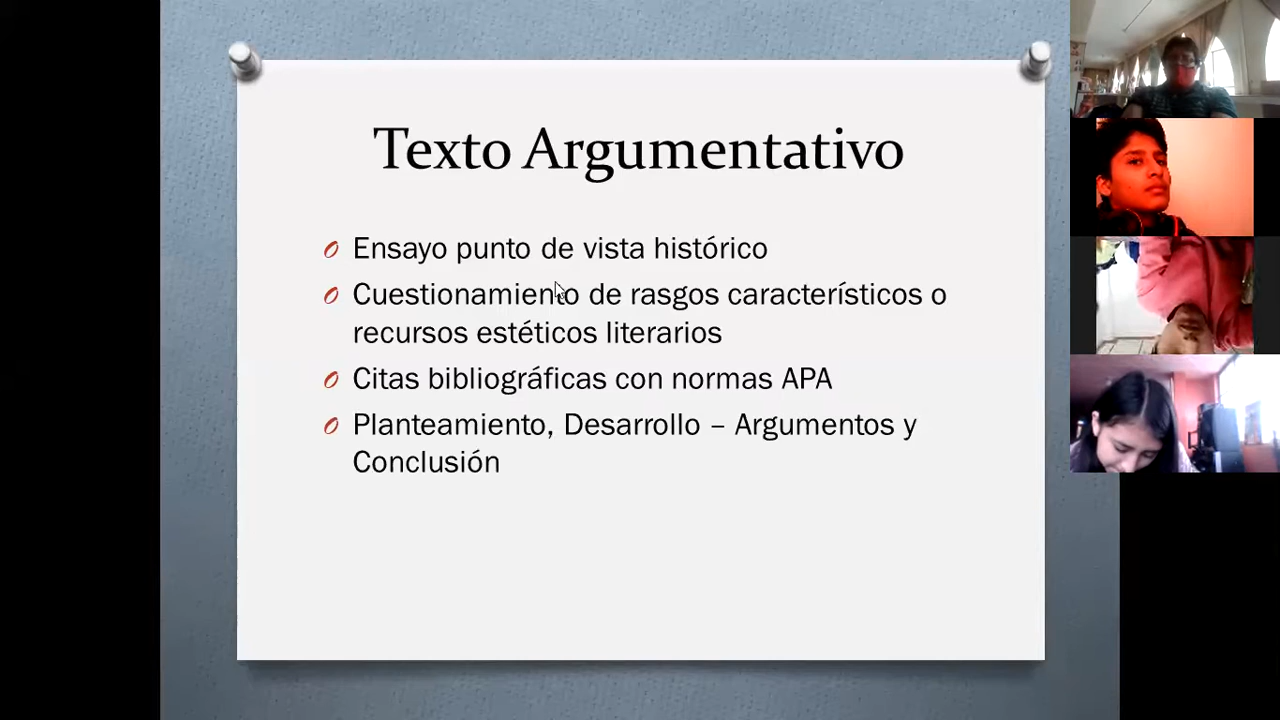 Texto Argumentativo
Ensayo punto de vista histórico
Cuestionamiento de rasgos característicos o
recursos estéticos literarios
Citas bibliográficas con normas APA
Planteamiento, Desarrollo – Argumentos y
Conclusión